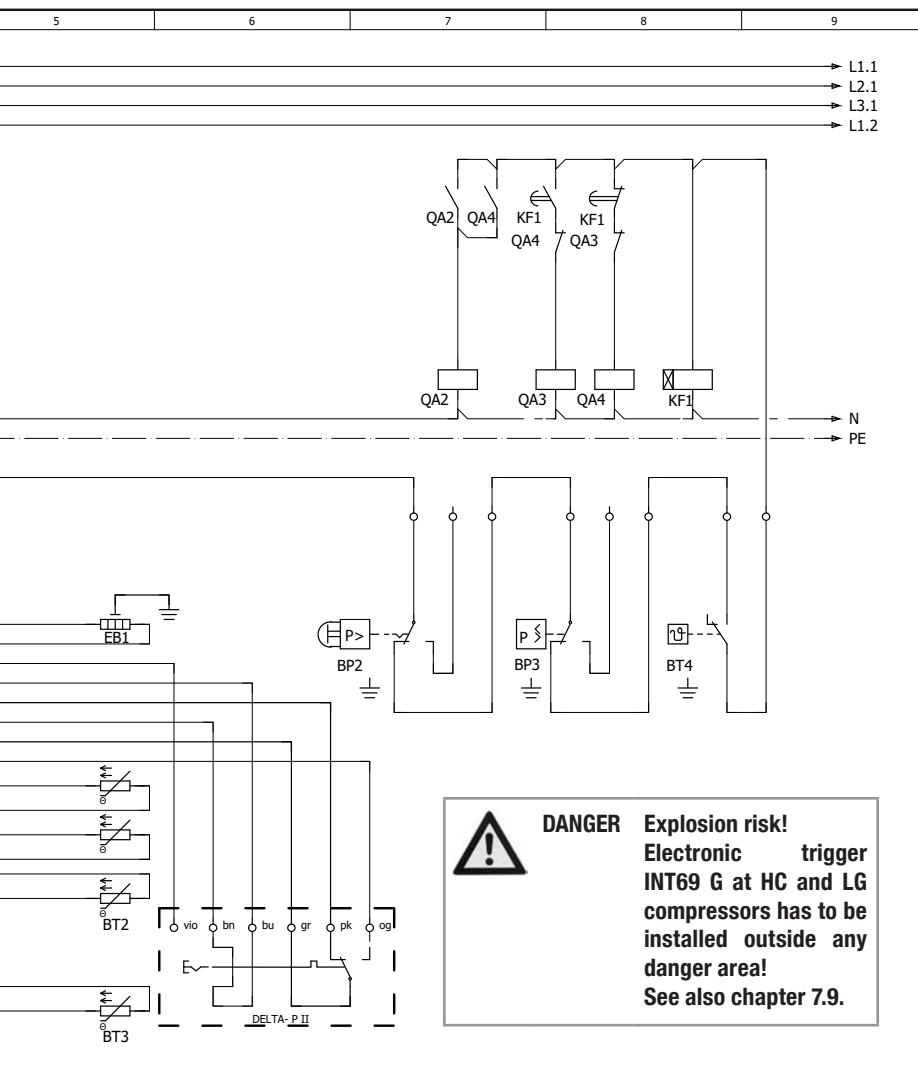 5 6 7 8 9
L1.1
L2.1
L3.1
L1.2
QA2 QA4 KF1 KF1
QA4 QA3
QA2 QA3 QA4 KF1
N
PE
EB1
P> P
BP2 BP3 BT4
ϑ
Θ
Θ
Θ
BT2
vio bn bu gr pk og
DELTA- P II
Θ
BT3
DANGER Explosion risk!
Electronic trigger
INT69 G at HC and LG
compressors has to be
installed outside any
danger area!
See also chapter 7.9.